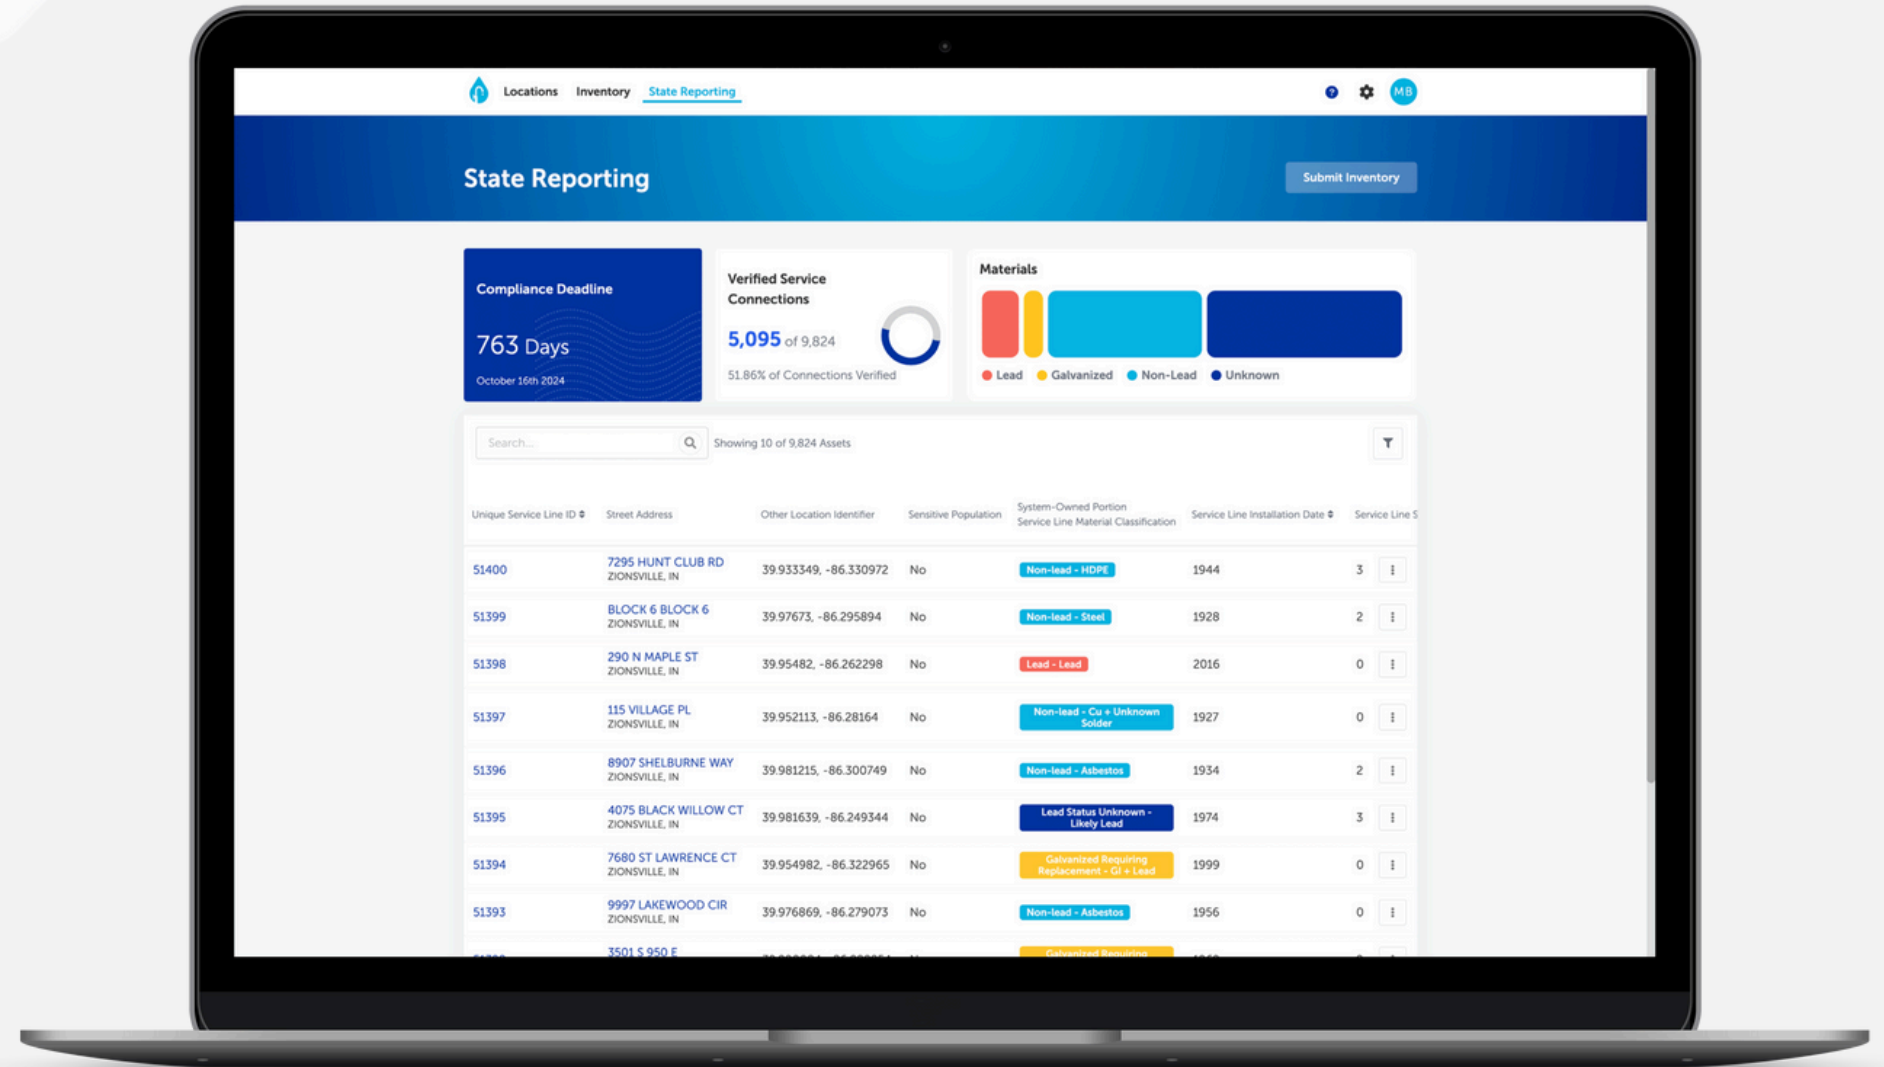 Locations Inventory State Reporting ? MB
State Reporting
Submit Inventory
Compliance Deadline
763 Days
October 16th 2024
Verified Service
Connections
5,095 of 9,824
51.86% of Connections Verified
Materials
Lead Galvanized Non-Lead Unknown
Search...
Showing 10 of 9,824 Assets
Unique Service Line ID Street Address Other Location Identifier Sensitive Population System-Owned Portion Service Line Installation Date Service Line S
Service Line Material Classification
51400 7295 HUNT CLUB RD 39.933349, -86.330972 No Non-lead - HDPE 1944 3
ZIONSVILLE, IN
51399 BLOCK 6 BLOCK 6 39.97673, -86.295894 No Non-lead - Steel 1928 2
ZIONSVILLE, IN
51398 290 N MAPLE ST 39.95482, -86.262298 No Lead - Lead 2016 0
ZIONSVILLE, IN
51397 115 VILLAGE PL 39.952113, -86.28164 No Non-lead - Cu + Unknown 1927 0
ZIONSVILLE, IN Solder
51396 8907 SHELBURNE WAY 39.981215, -86.300749 No Non-lead - Asbestos 1934 2
ZIONSVILLE, IN
51395 4075 BLACK WILLOW CT 39.981639, -86.249344 No Lead Status Unknown - 1974 3
ZIONSVILLE, IN Likely Lead
51394 7680 ST LAWRENCE CT 39.954982, -86.322965 No Galvanized Requiring 1999 0
ZIONSVILLE, IN Replacement - GI + Lead
51393 9997 LAKEWOOD CIR 39.976869, -86.279073 No Non-lead - Asbestos 1956 0
ZIONSVILLE, IN
3501 S 950 E Galvanized Requiring